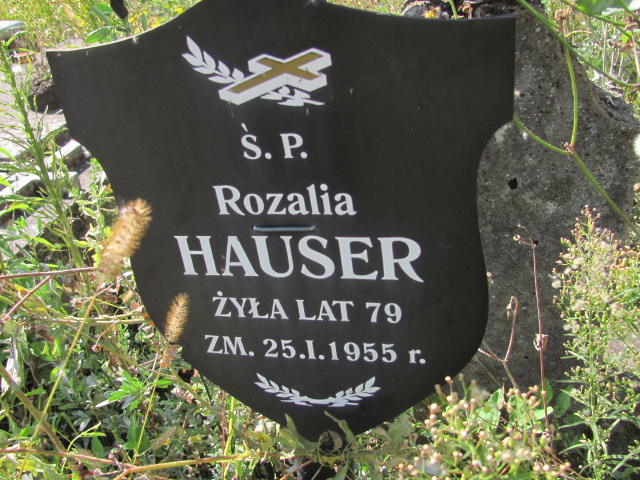 Ś. P.
Rozalia
HAUSER
ŻYŁA LAT 79
ZM. 25.I.1955 r.